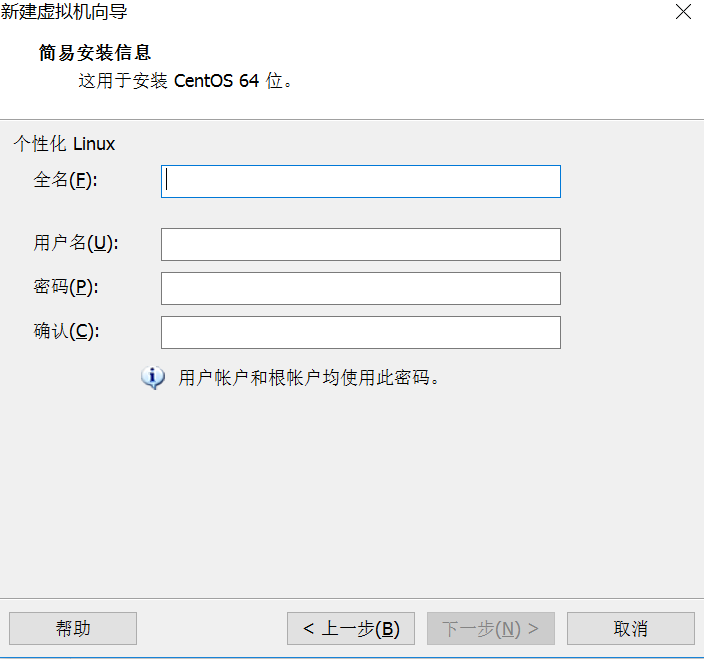 新建虚拟机向导
简易安装信息
这用于安装 CentOS 64 位。
个性化 Linux
全名(F):
用户名(U):
密码(P):
确认(C):
用户帐户和根帐户均使用此密码。
帮助
< 上一步(B)
下一步(N) >
取消